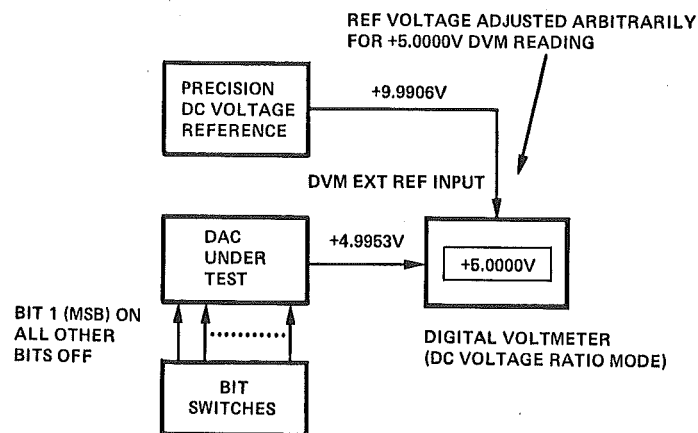 REF VOLTAGE ADJUSTED ARBITRARILY
FOR +5.0000V DVM READING
PRECISION
DC VOLTAGE
REFERENCE
+9.9906V
DVM EXT REF INPUT
DAC
UNDER
TEST
+4.9953V
+5.0000V
BIT 1 (MSB) ON
ALL OTHER
BITS OFF
DIGITAL VOLTMETER
(DC VOLTAGE RATIO MODE)
BIT
SWITCHES